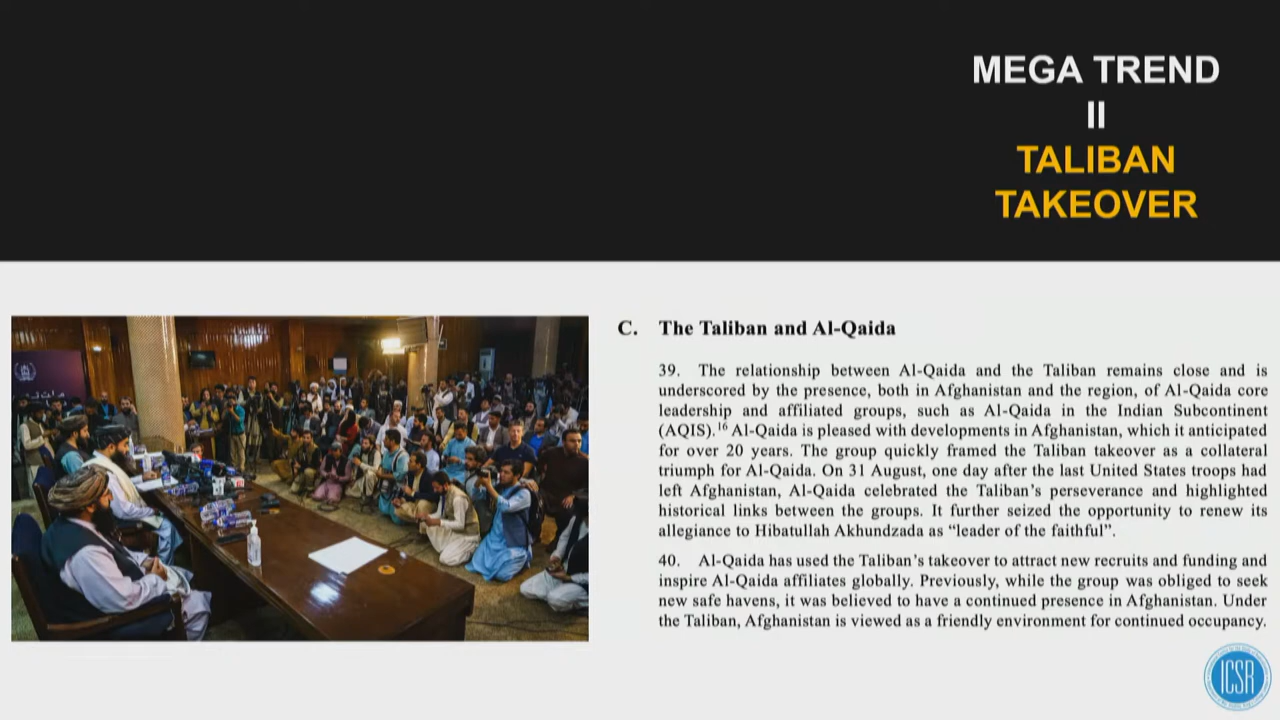 MEGA TREND
II
TALIBAN
TAKEOVER
C. The Taliban and Al-Qaida
39. The relationship between Al-Qaida and the Taliban remains close and is
underscored by the presence, both in Afghanistan and the region, of Al-Qaida core
leadership and affiliated groups, such as Al-Qaida in the Indian Subcontinent
(AQIS).16 Al-Qaida is pleased with developments in Afghanistan, which it anticipated
for over 20 years. The group quickly framed the Taliban takeover as a collateral
triumph for Al-Qaida. On 31 August, one day after the last United States troops had
left Afghanistan, Al-Qaida celebrated the Taliban's perseverance and highlighted
historical links between the groups. It further seized the opportunity to renew its
allegiance to Hibatullah Akhundzada as "leader of the faithful".
40. Al-Qaida has used the Taliban's takeover to attract new recruits and funding and
inspire Al-Qaida affiliates globally. Previously, while the group was obliged to seek
new safe havens, it was believed to have a continued presence in Afghanistan. Under
the Taliban, Afghanistan is viewed as a friendly environment for continued occupancy.
ICSR